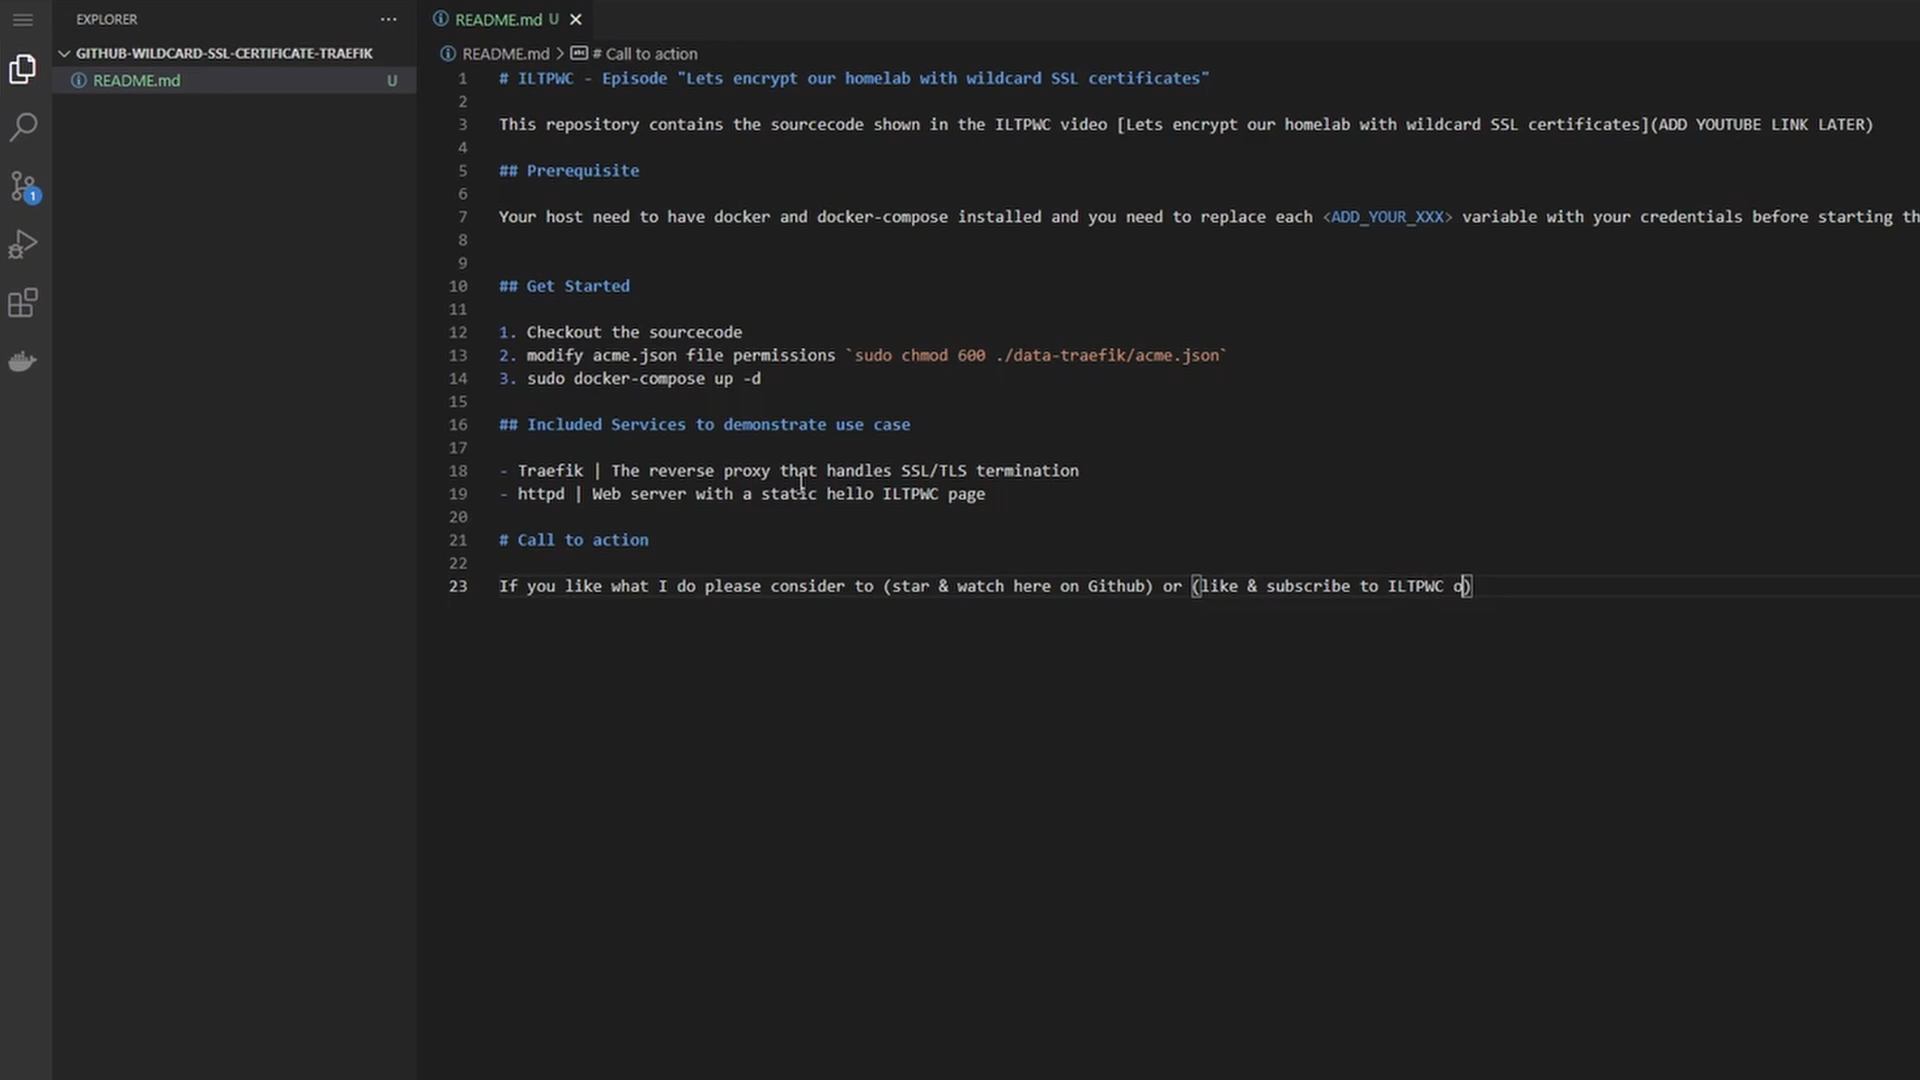 EXPLORER
GITHUB-WILDCARD-SSL-CERTIFICATE-TRAEFIK
README.md U
1
README.md U
README.md > # Call to action
1 # ILTPWC - Episode "Lets encrypt our homelab with wildcard SSL certificates"
2
3 This repository contains the sourcecode shown in the ILTPWC video [Lets encrypt our homelab with wildcard SSL certificates](ADD YOUTUBE LINK LATER)
4
5 ## Prerequisite
6
7 Your host need to have docker and docker-compose installed and you need to replace each <ADD_YOUR_XXX> variable with your credentials before starting th
8
9
10 ## Get Started
11
12 1. Checkout the sourcecode
13 2. modify acme.json file permissions `sudo chmod 600 ./data-traefik/acme.json`
14 3. sudo docker-compose up -d
15
16 ## Included Services to demonstrate use case
17
18 - Traefik | The reverse proxy that handles SSL/TLS termination
19 - httpd | Web server with a static hello ILTPWC page
20
21 # Call to action
22
23 If you like what I do please consider to (star & watch here on Github) or (like & subscribe to ILTPWC o)